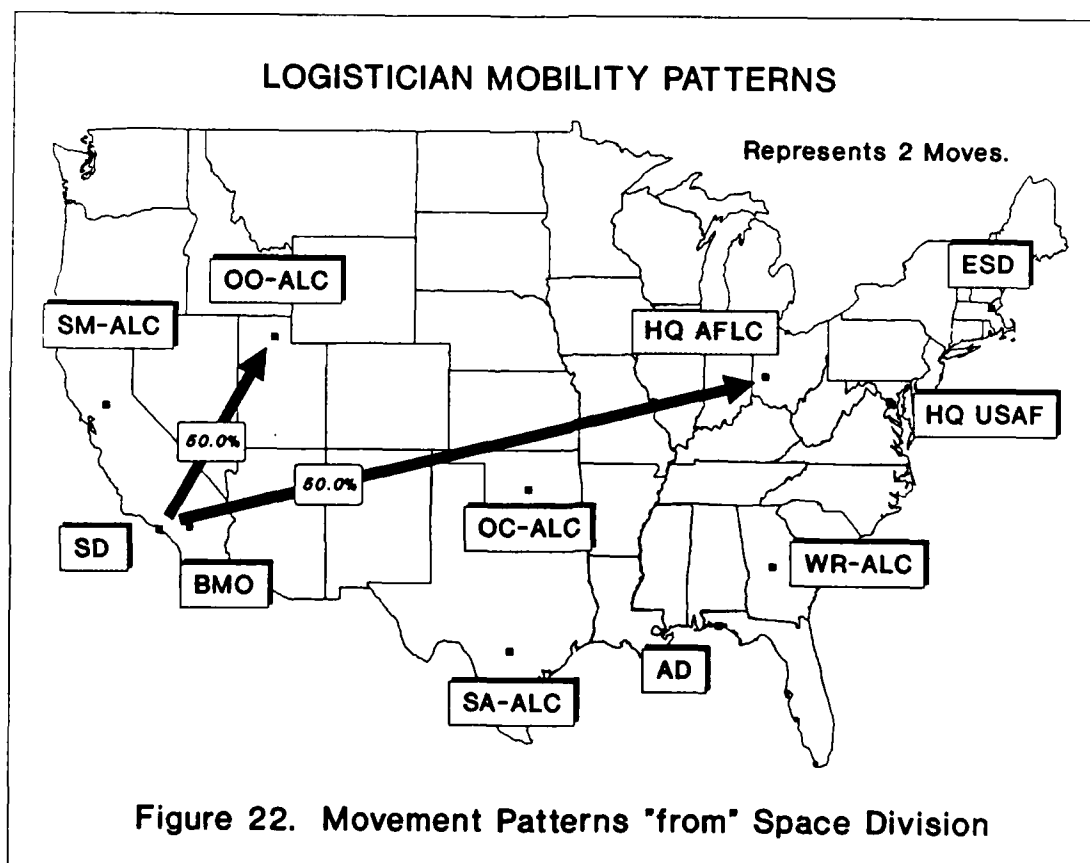 LOGISTICIAN MOBILITY PATTERNS
Represents 2 Moves.
OO-ALC
ESD
SM-ALC
HQ AFLC
HQ USAF
50.0%
50.0%
OC-ALC
SD
WR-ALC
BMO
AD
SA-ALC
Figure 22. Movement Patterns "from" Space Division